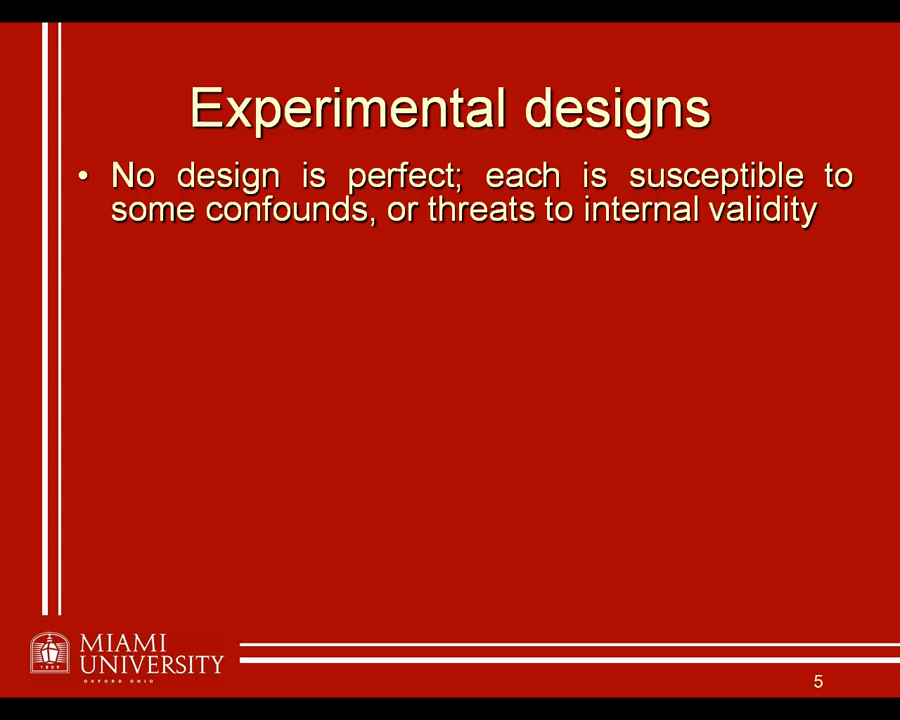 Experimental designs
• No design is perfect; each is susceptible to
some confounds, or threats to internal validity
1809
MIAMI
UNIVERSITY
OXFORD OHIO
5